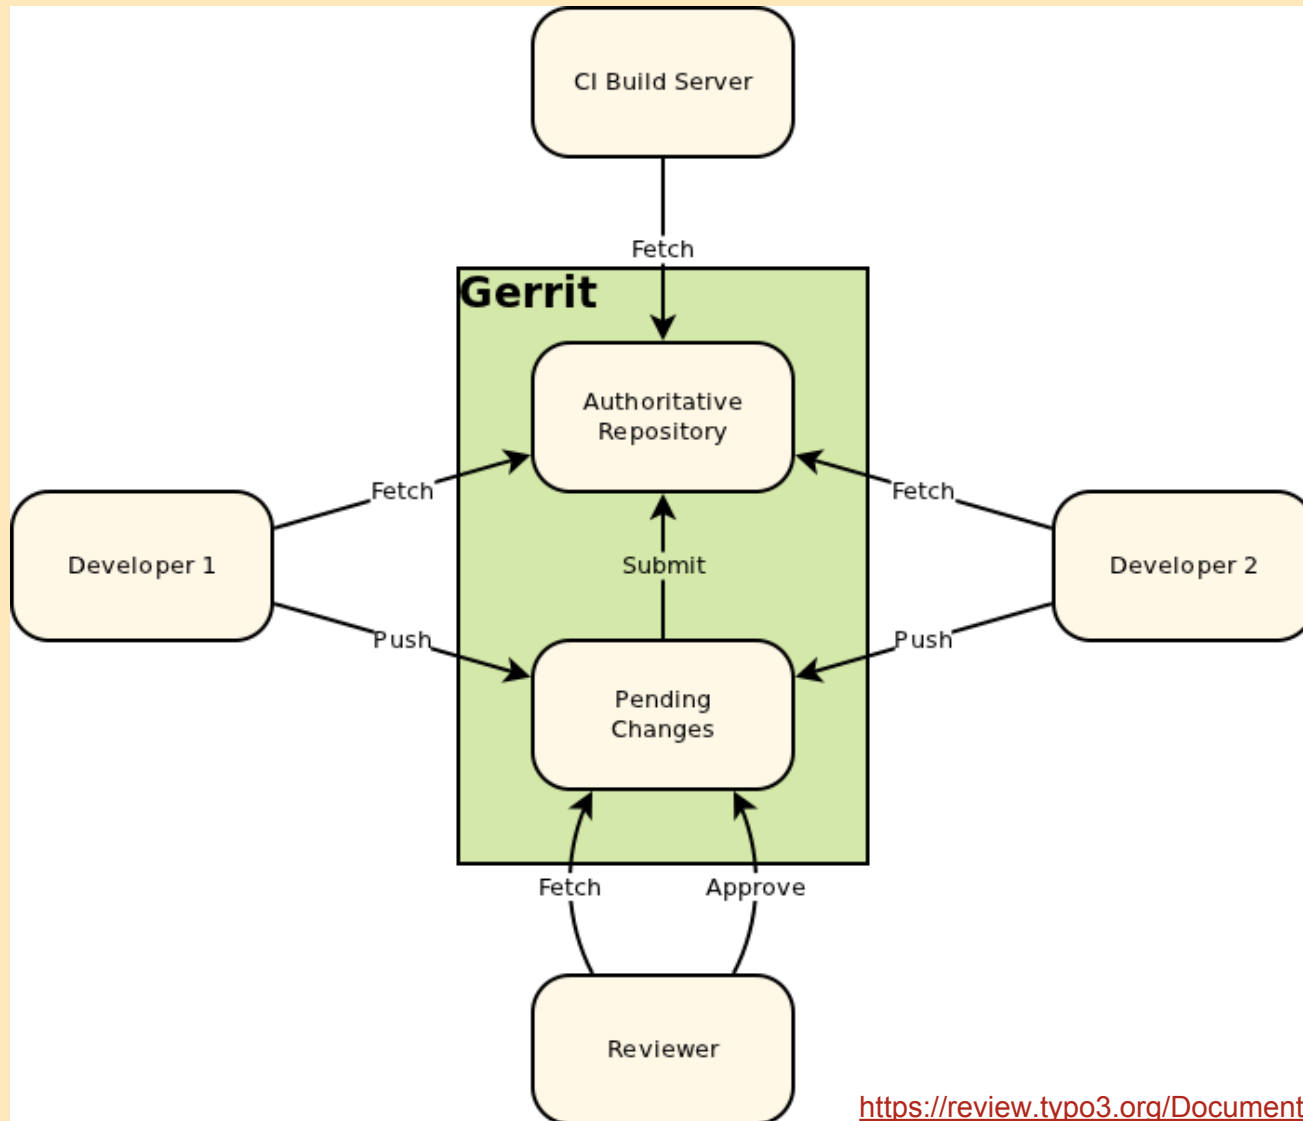 CI Build Server
Fetch
Gerrit
Authoritative
Repository
Fetch
Fetch
Developer 1
Submit
Developer 2
Push
Push
Pending
Changes
Fetch
Approve
Reviewer
https://review.typo3.org/Document